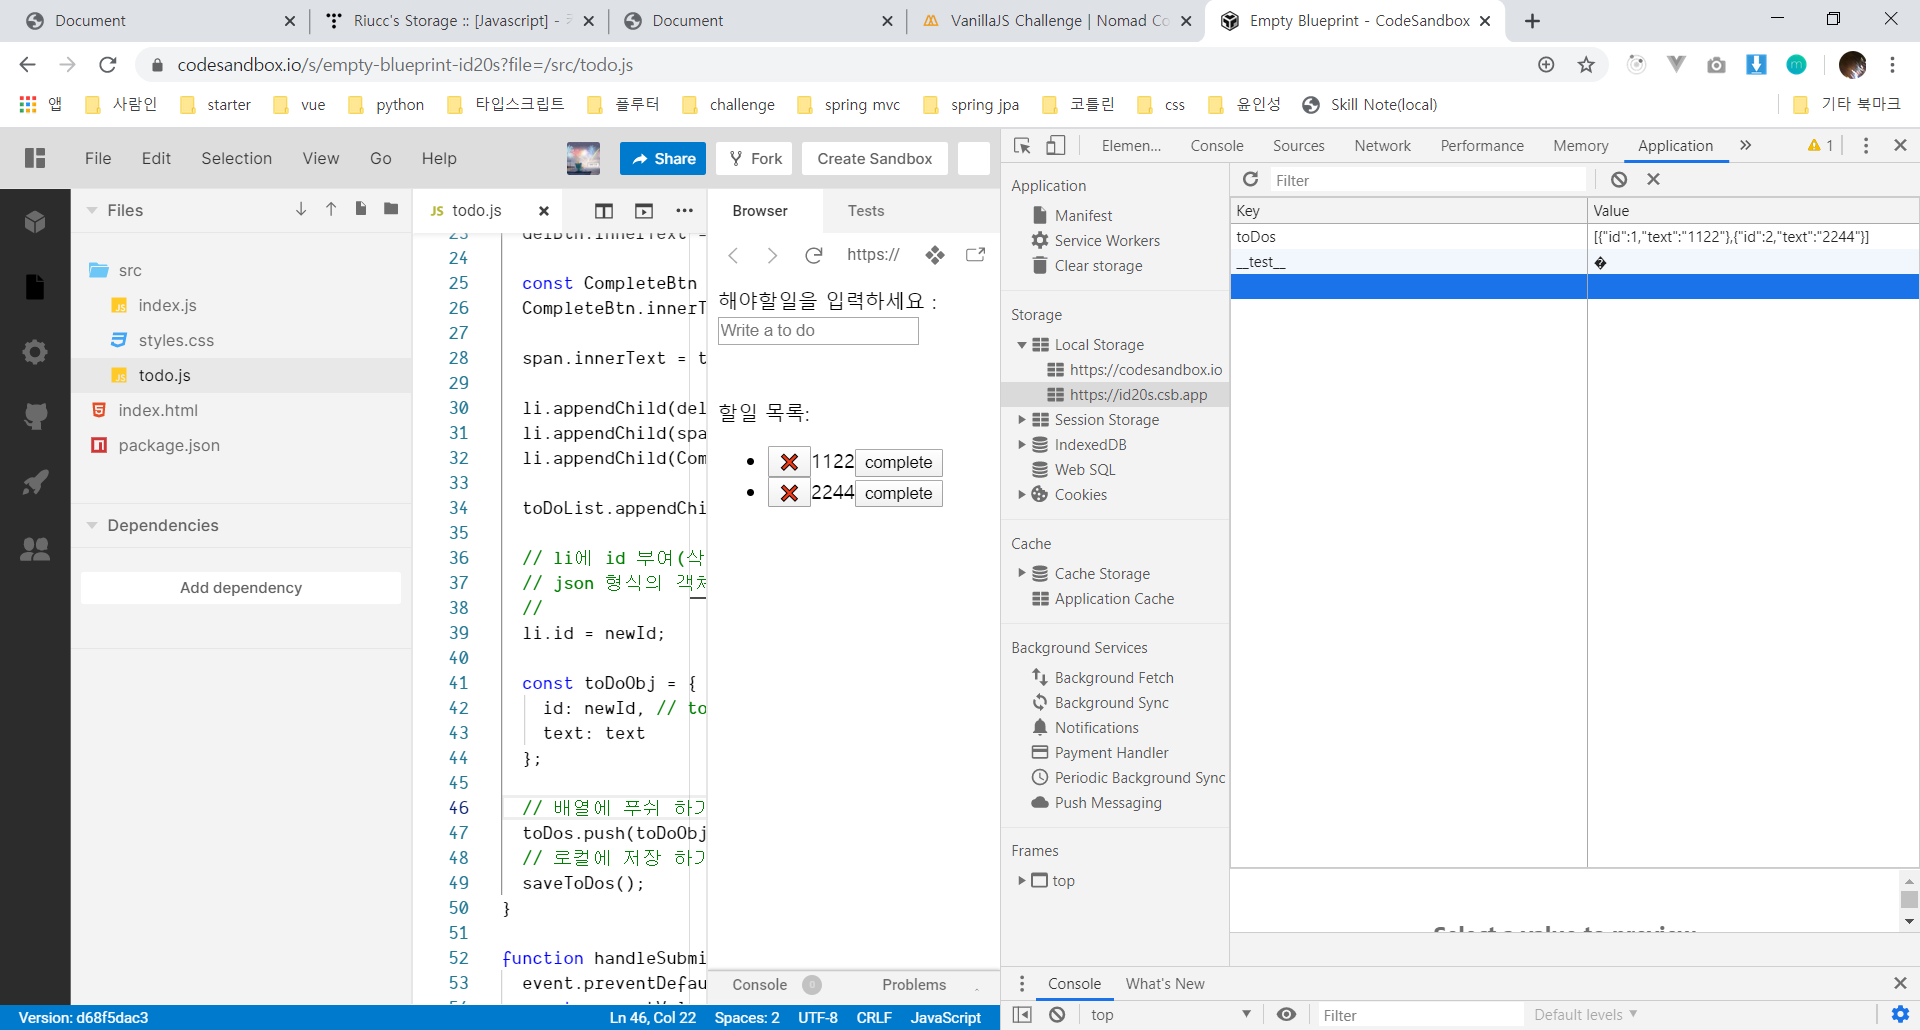 Document
Riucc's Storage :: [Javascript] -
Document
VanillaJS Challenge | Nomad Co
Empty Blueprint - CodeSandbox
codesandbox.io/s/empty-blueprint-id20s?file=/src/todo.js
앱 사람인 starter vue python 타입스크립트 플루터 challenge spring mvc spring jpa 코틀린 css 윤인성 Skill Note(local) 기타 북마크
File Edit Selection View Go Help Share Fork Create Sandbox
Files
src
index.js
styles.css
todo.js
index.html
package.json
Dependencies
Add dependency
todo.js
23 delBtn.innerText =
24
25 const CompleteBtn
26 CompleteBtn.innerT
27
28 span.innerText = t
29
30 li.appendChild(del
31 li.appendChild(spa
32 li.appendChild(Com
33
34 toDoList.appendChi
35
36 // li에 id 부여(삭
37 // json 형식의 객체
38 //
39 li.id = newId;
40
41 const toDoObj = {
42 id: newId, // to
43 text: text
44 };
45
46 // 배열에 푸쉬 하기
47 toDos.push(toDoObj
48 // 로컬에 저장 하기
49 saveToDos();
50 }
51
52 function handleSubmi
53 event.preventDefau
Browser Tests
https://
해야할일을 입력하세요 :
Write a to do
할일 목록:
1122 complete
2244 complete
Console 0 Problems
Elemen... Console Sources Network Performance Memory Application » 1
Application
Manifest
Service Workers
Clear storage
Storage
Local Storage
https://codesandbox.io
https://id20s.csb.app
Session Storage
IndexedDB
Web SQL
Cookies
Cache
Cache Storage
Application Cache
Background Services
Background Fetch
Background Sync
Notifications
Payment Handler
Periodic Background Sync
Push Messaging
Frames
top
Filter
Key Value
toDos [{"id":1,"text":"1122"},{"id":2,"text":"2244"}]
__test__ �
Select a value to preview
Console What's New
top Filter Default levels
Version: d68f5dac3 Ln 46, Col 22 Spaces: 2 UTF-8 CRLF JavaScript